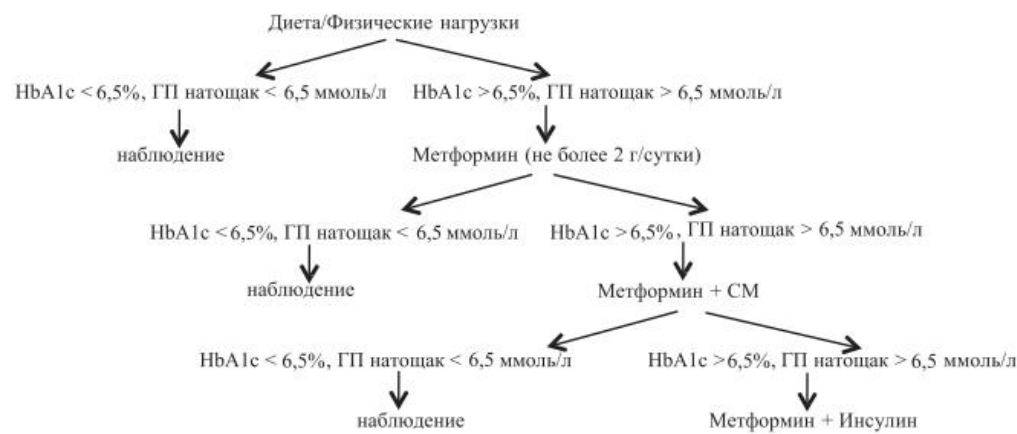 Диета/Физические нагрузки
HbA1c < 6,5%, ГП натощак < 6,5 ммоль/л
HbA1c > 6,5%, ГП натощак > 6,5 ммоль/л
наблюдение
Метформин (не более 2 г/сутки)
HbA1c < 6,5%, ГП натощак < 6,5 ммоль/л
HbA1c > 6,5%, ГП натощак > 6,5 ммоль/л
наблюдение
Метформин + СМ
HbA1c < 6,5%, ГП натощак < 6,5 ммоль/л
HbA1c > 6,5%, ГП натощак > 6,5 ммоль/л
наблюдение
Метформин + Инсулин